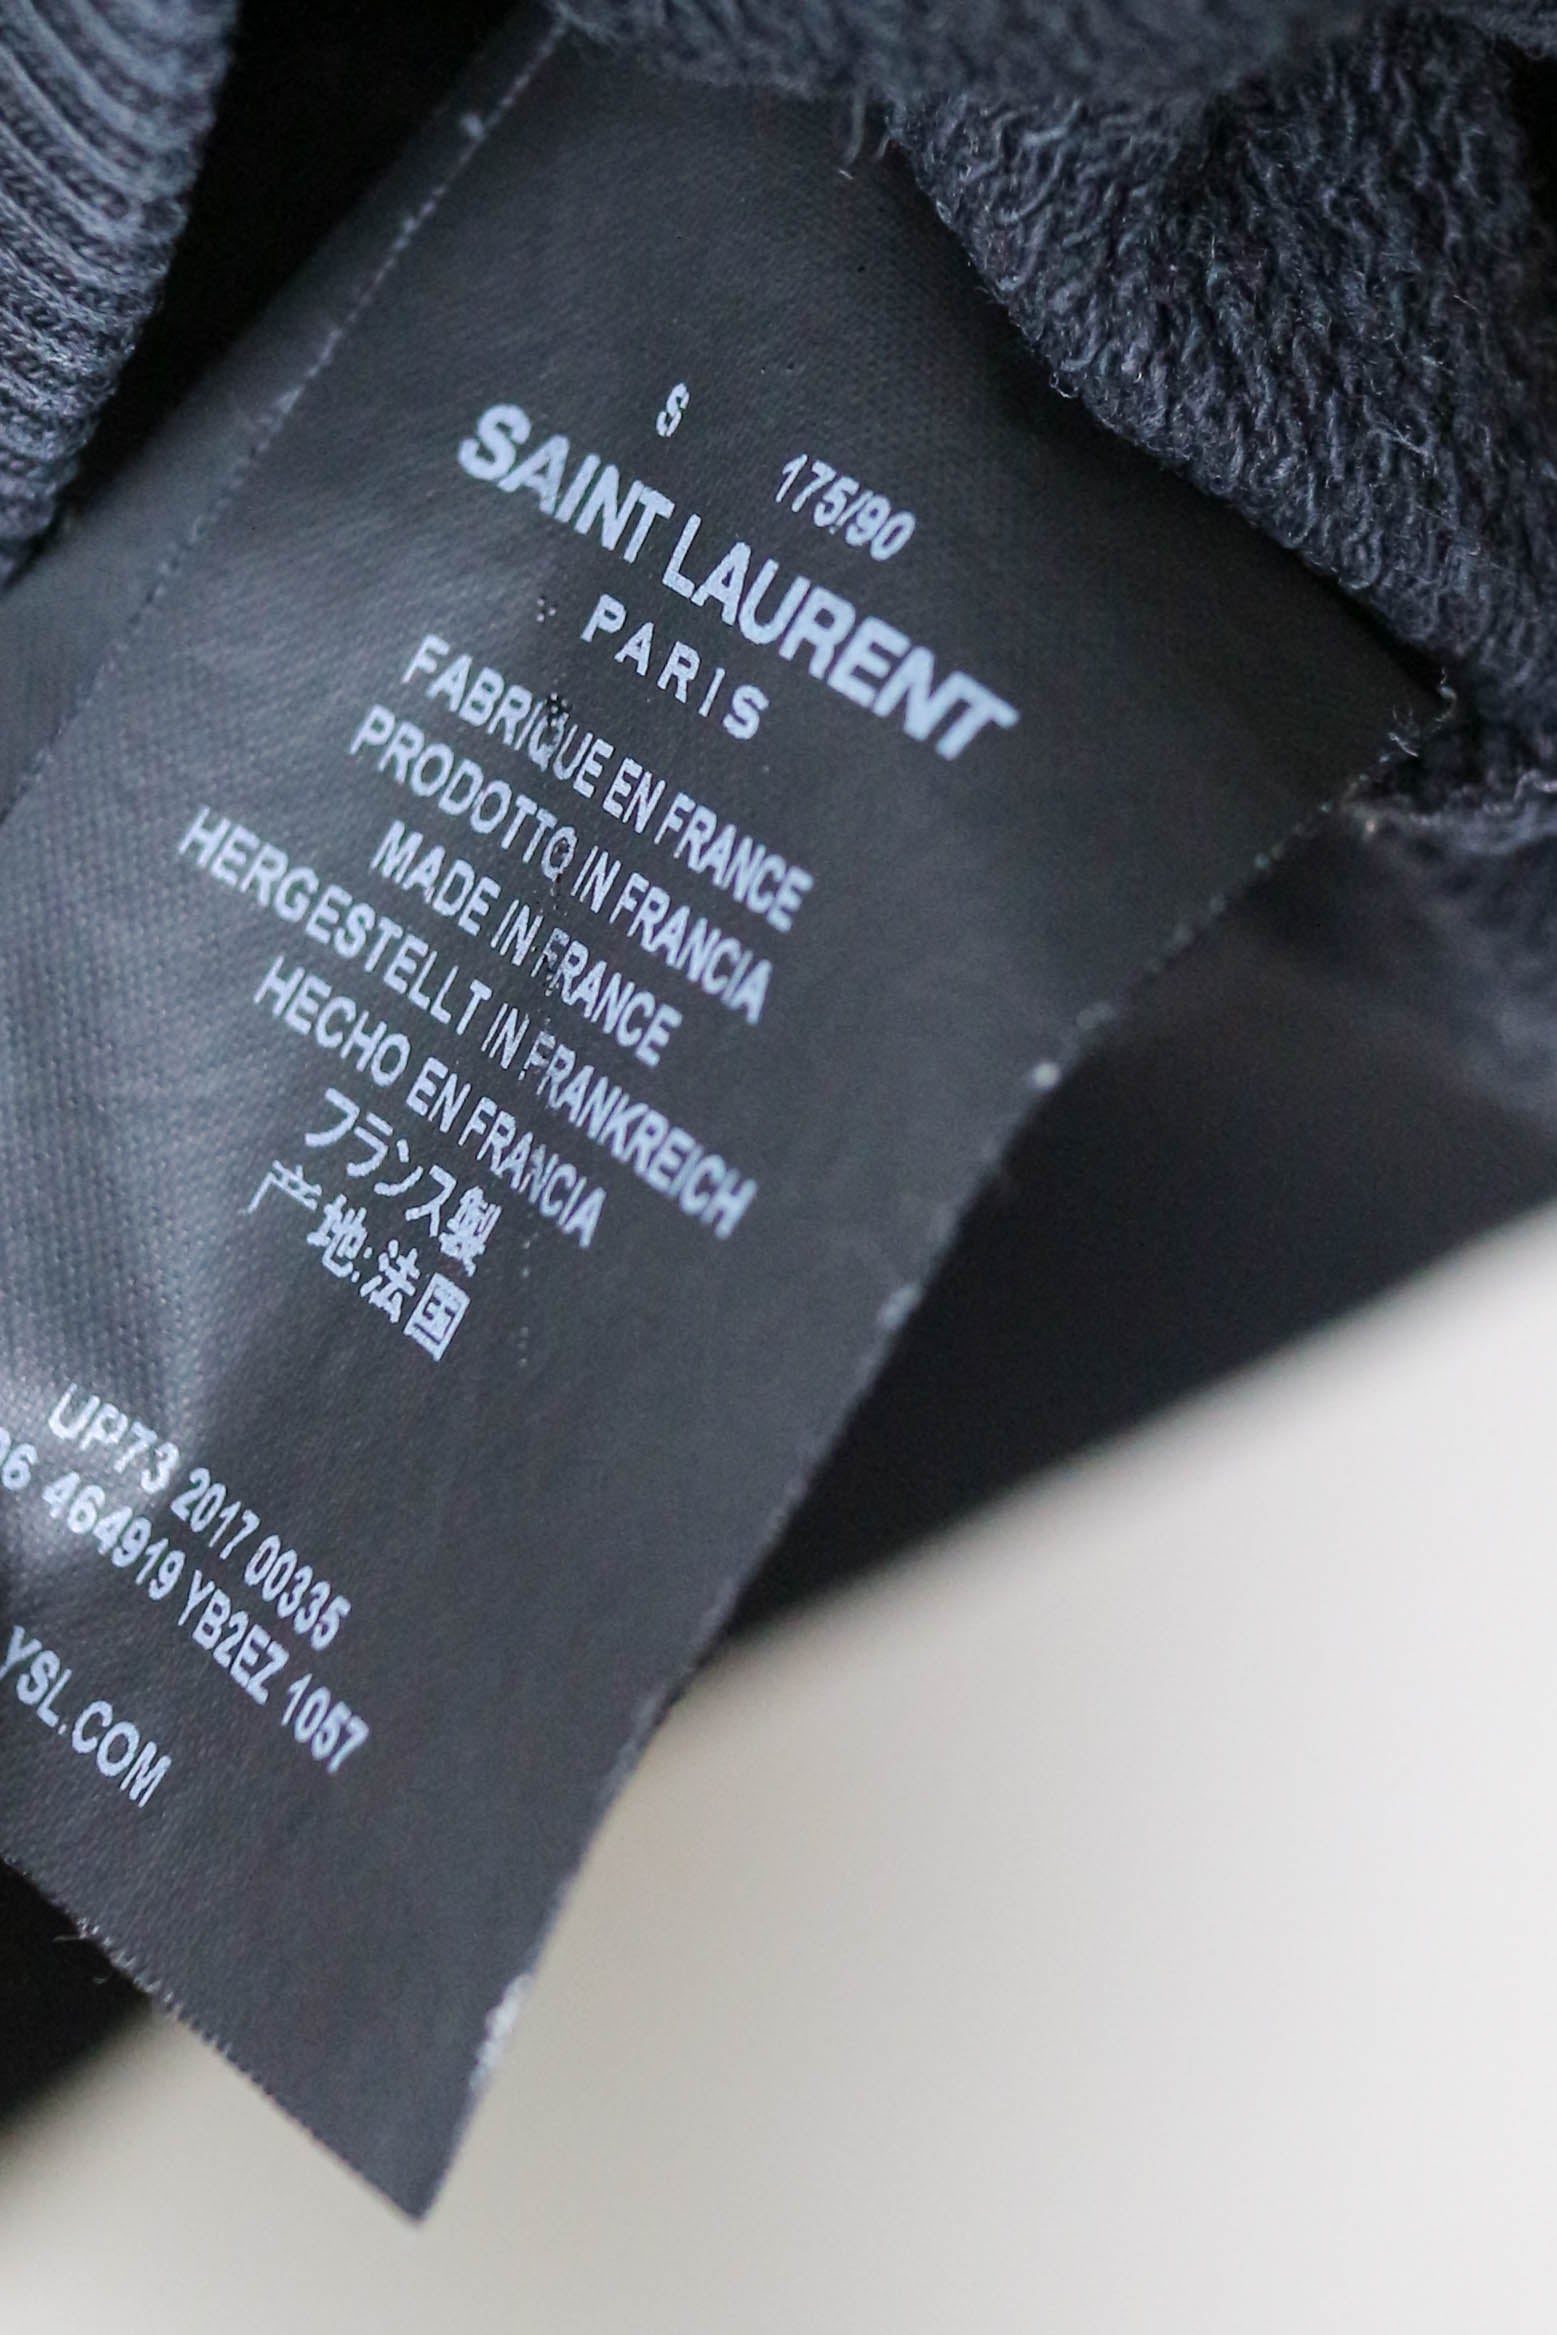 S 175/90
SAINT LAURENT
PARIS
FABRIQUE EN FRANCE
PRODOTTO IN FRANCIA
MADE IN FRANCE
HERGESTELLT IN FRANKREICH
HECHO EN FRANCIA
フランス製
产地:法国
UP73 2017 00335
464919 YB2EZ 1057
YSL.COM